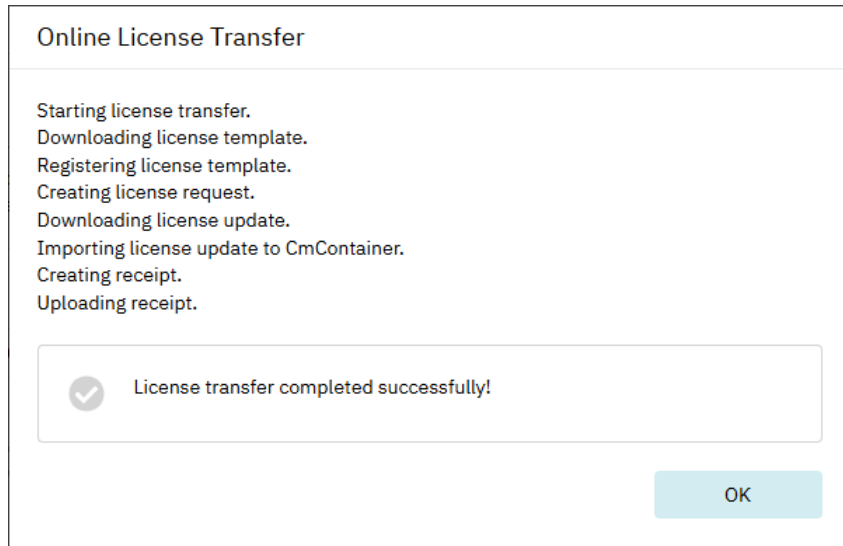 Online License Transfer
Starting license transfer.
Downloading license template.
Registering license template.
Creating license request.
Downloading license update.
Importing license update to CmContainer.
Creating receipt.
Uploading receipt.
License transfer completed successfully!
OK